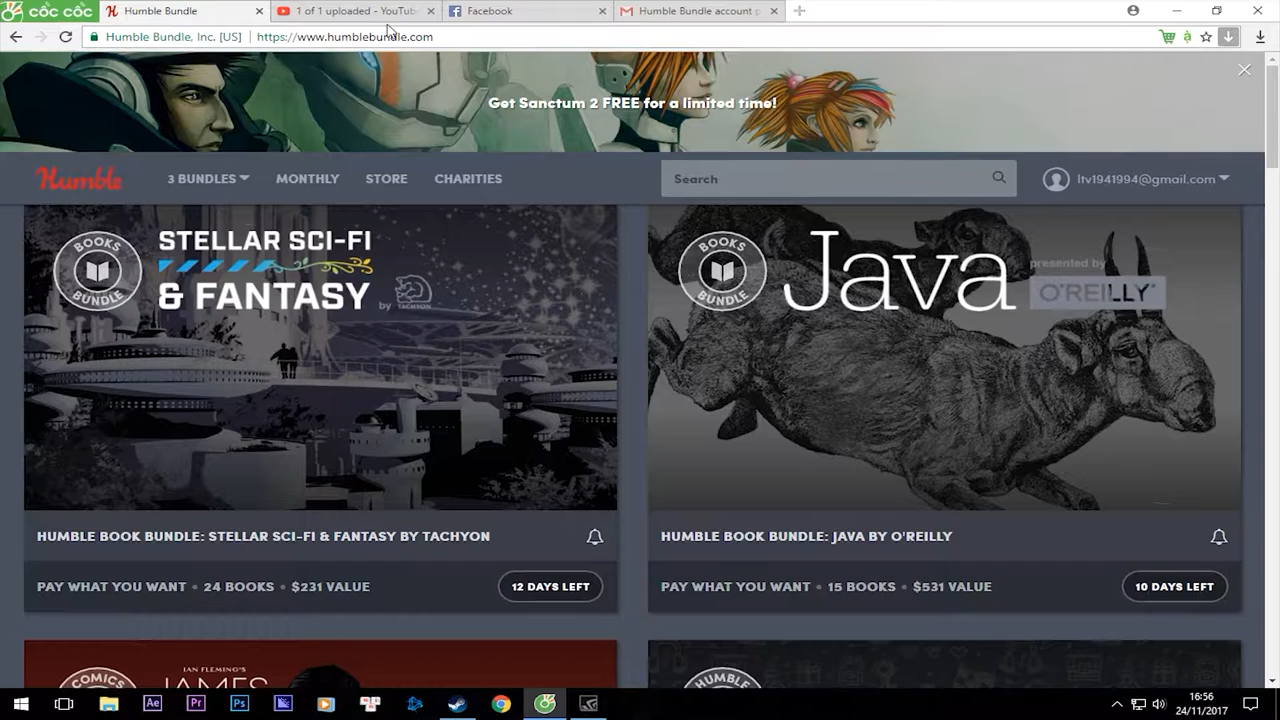 cốc cốc
Humble Bundle
1 of 1 uploaded - YouTub
Facebook
Humble Bundle account p
Humble Bundle, Inc. [US]
https://www.humblebundle.com
Get Sanctum 2 FREE for a limited time!
Humble
3 BUNDLES
MONTHLY
STORE
CHARITIES
Search
ltv1941994@gmail.com
BOOKS
BUNDLE
STELLAR SCI-FI
& FANTASY
by TACHYON
BOOKS
BUNDLE
Java
presented by
O'REILLY
HUMBLE BOOK BUNDLE: STELLAR SCI-FI & FANTASY BY TACHYON
HUMBLE BOOK BUNDLE: JAVA BY O'REILLY
PAY WHAT YOU WANT • 24 BOOKS • $231 VALUE
12 DAYS LEFT
PAY WHAT YOU WANT • 15 BOOKS • $531 VALUE
10 DAYS LEFT
COMICS
IAN FLEMING'S
JAMES
HUMBLE
Ae
Pr
Ps
16:56
24/11/2017